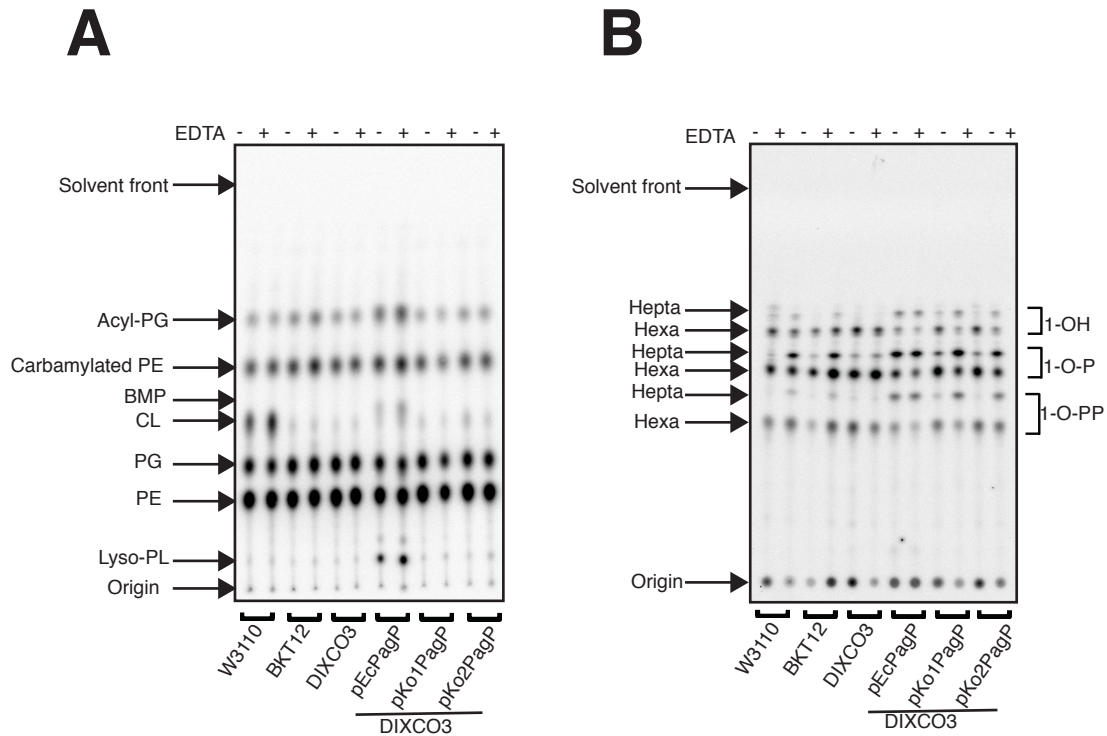 A
EDTA - + - + - + - + - + - +
Solvent front
Acyl-PG
Carbamylated PE
BMP
CL
PG
PE
Lyso-PL
Origin
W3110
BKT12
DIXCO3
pEcPagP
pKo1PagP
pKo2PagP
DIXCO3
B
EDTA - + - + - + - + - + - +
Solvent front
Hepta
Hexa
1-OH
Hepta
Hexa
1-O-P
Hepta
Hexa
1-O-PP
Origin
W3110
BKT12
DIXCO3
pEcPagP
pKo1PagP
pKo2PagP
DIXCO3